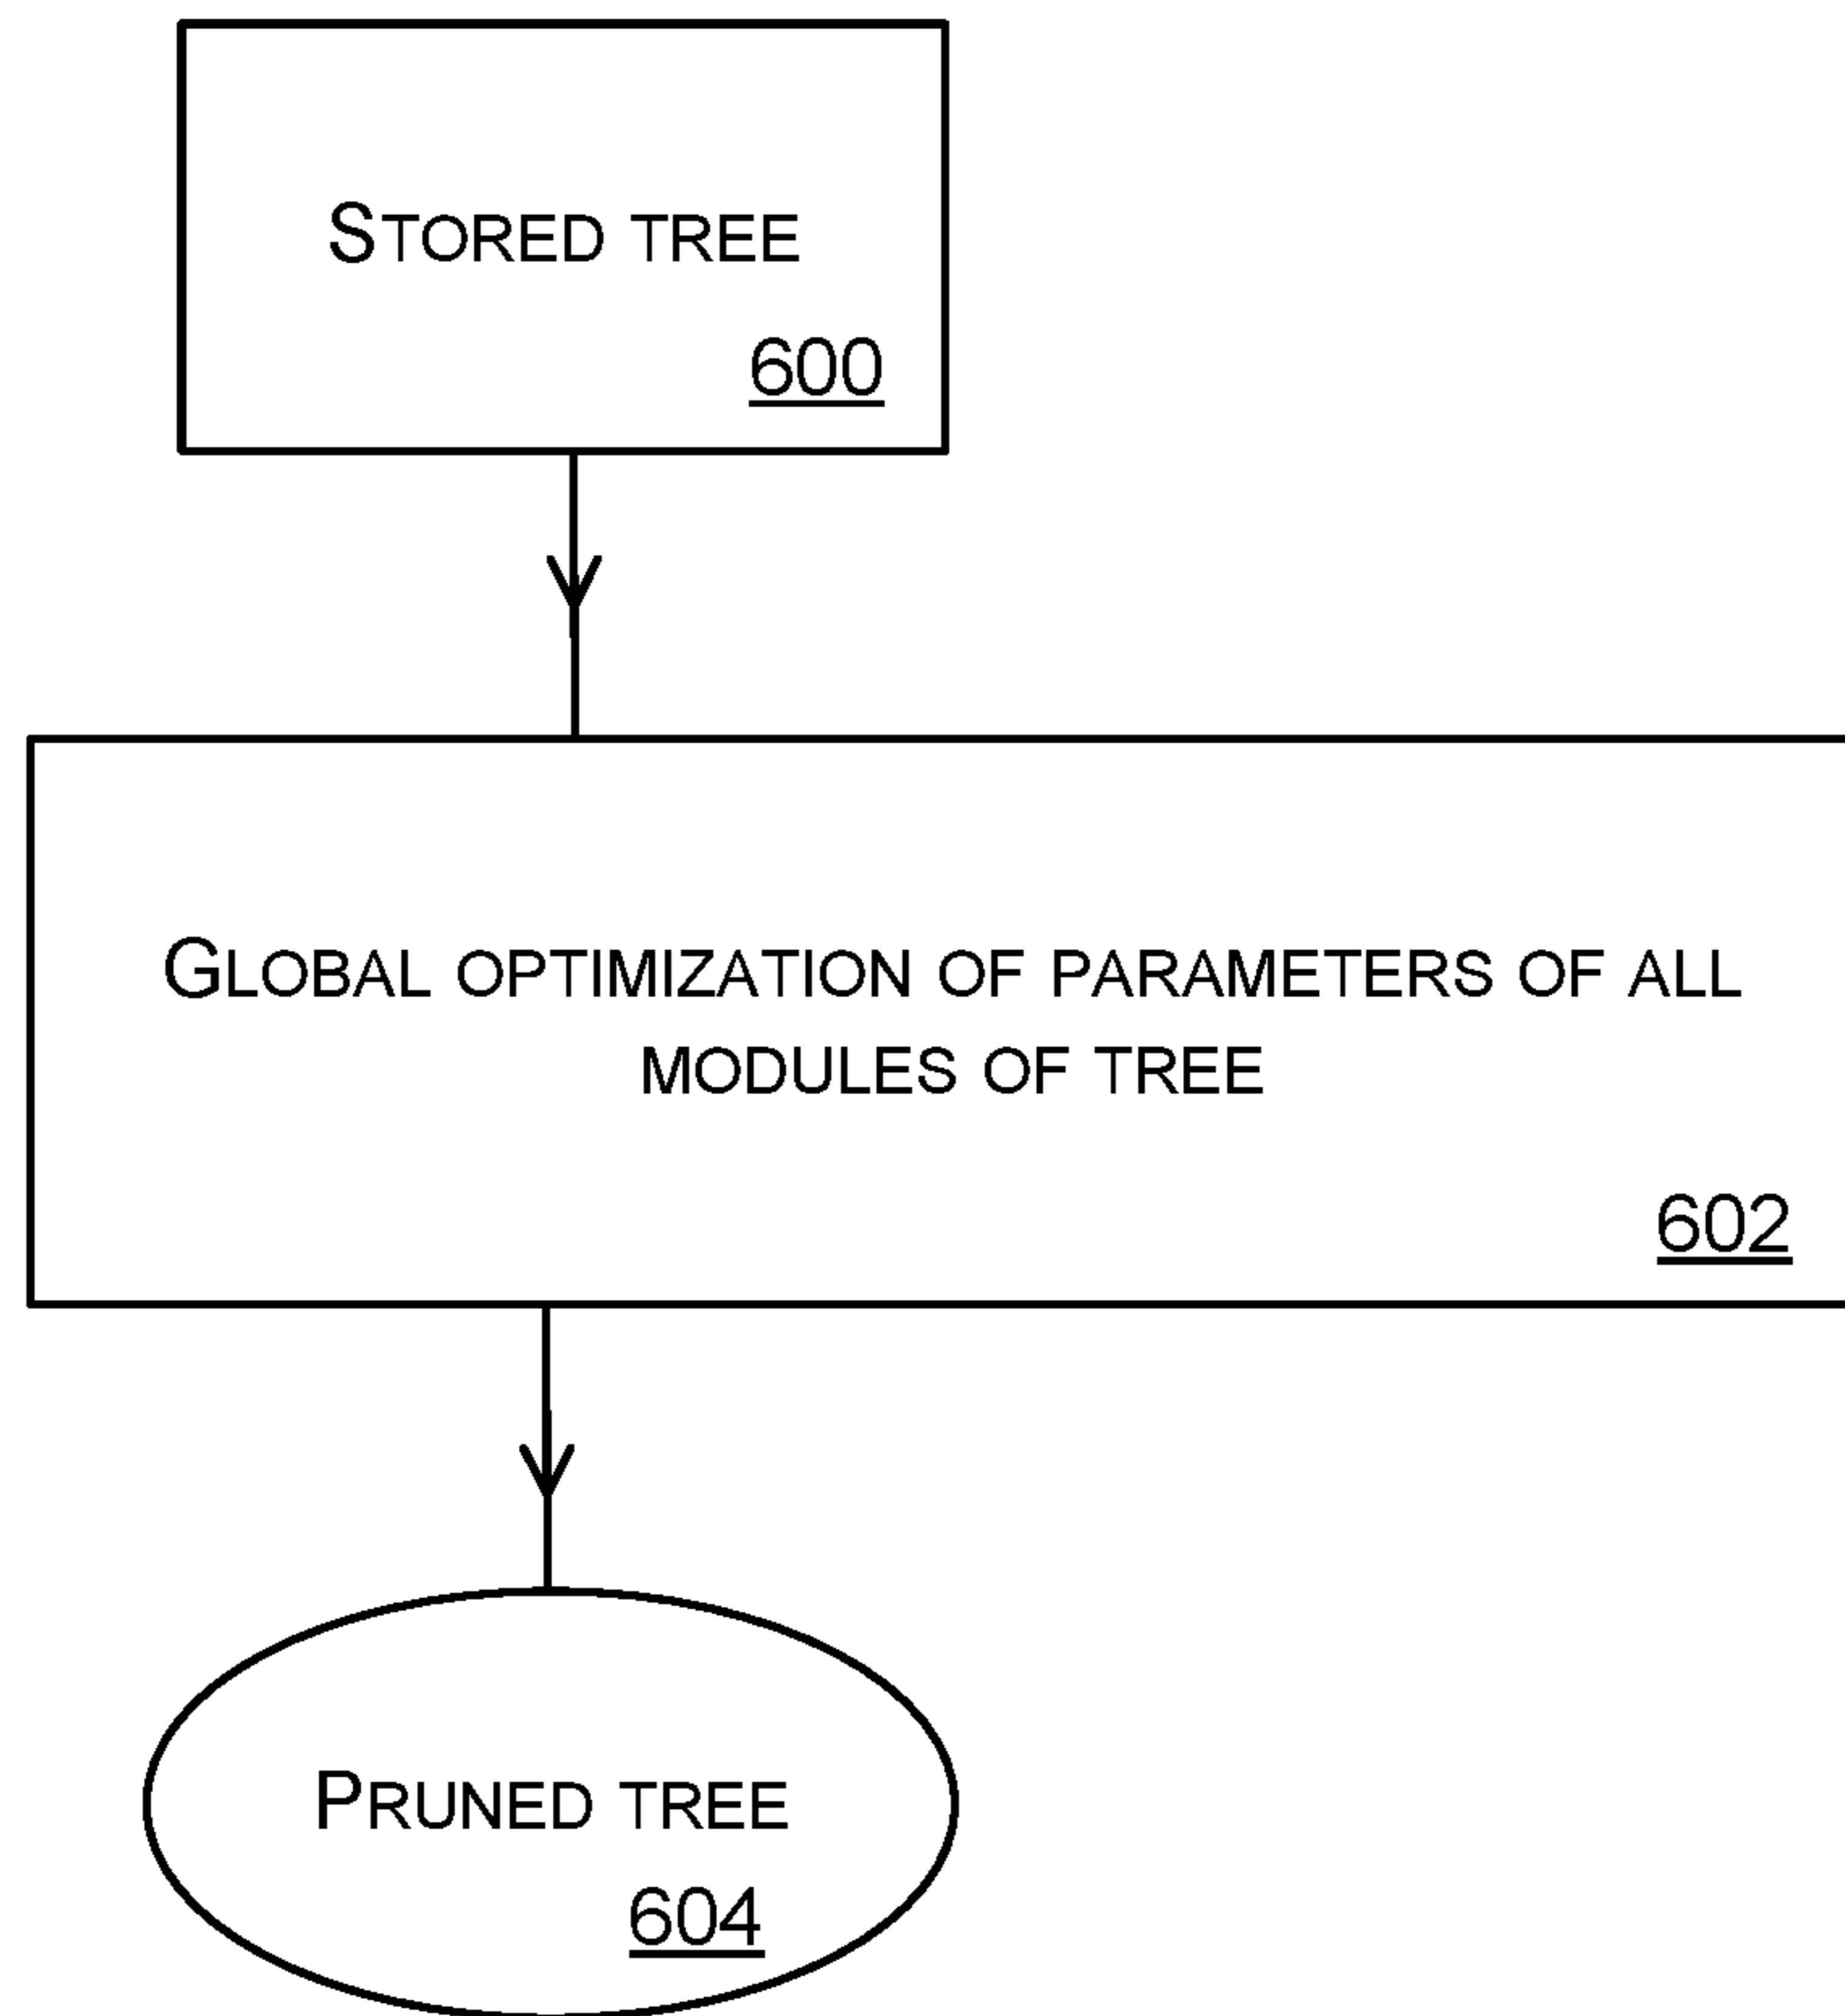 STORED TREE
600
GLOBAL OPTIMIZATION OF PARAMETERS OF ALL
MODULES OF TREE
602
PRUNED TREE
604